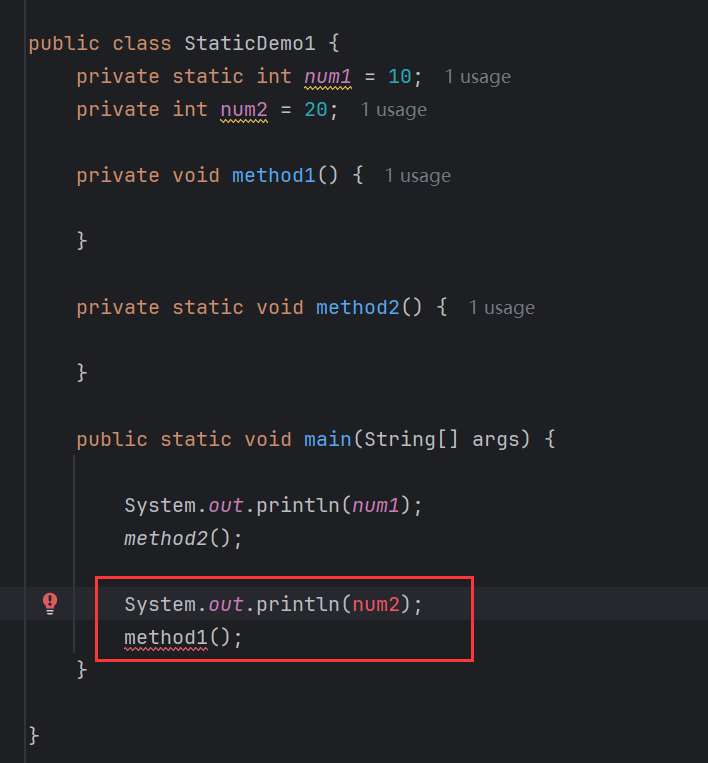 public class StaticDemo1 {
private static int num1 = 10; 1 usage
private int num2 = 20; 1 usage
private void method1() { 1 usage
}
private static void method2() { 1 usage
}
public static void main(String[] args) {
System.out.println(num1);
method2();
System.out.println(num2);
method1();
}
}